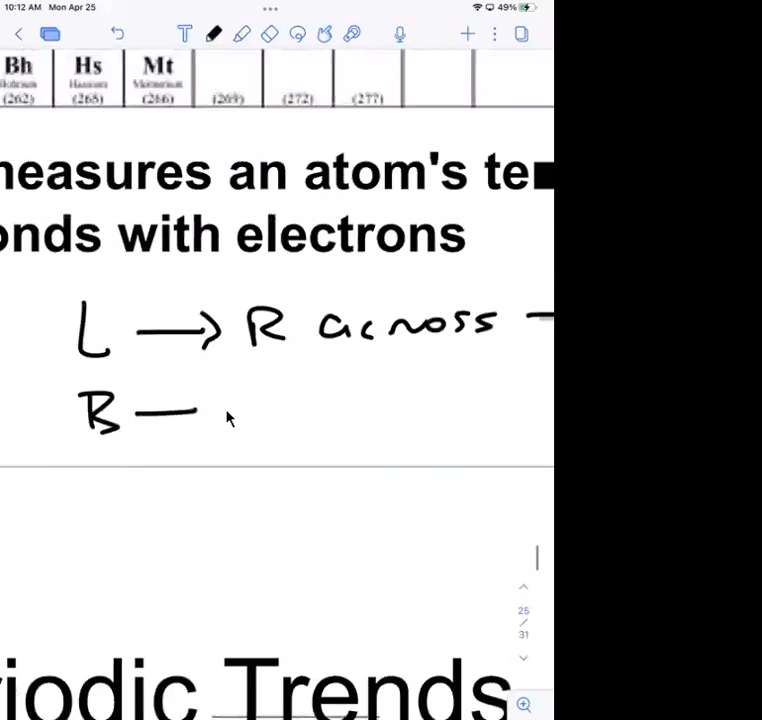 10:12 AM Mon Apr 25
49%
Bh Hs Mt
(262) (265) (266) (269) (272) (277)
measures an atom's te
onds with electrons
L → R across
B —
25
/
31
iodic Trends